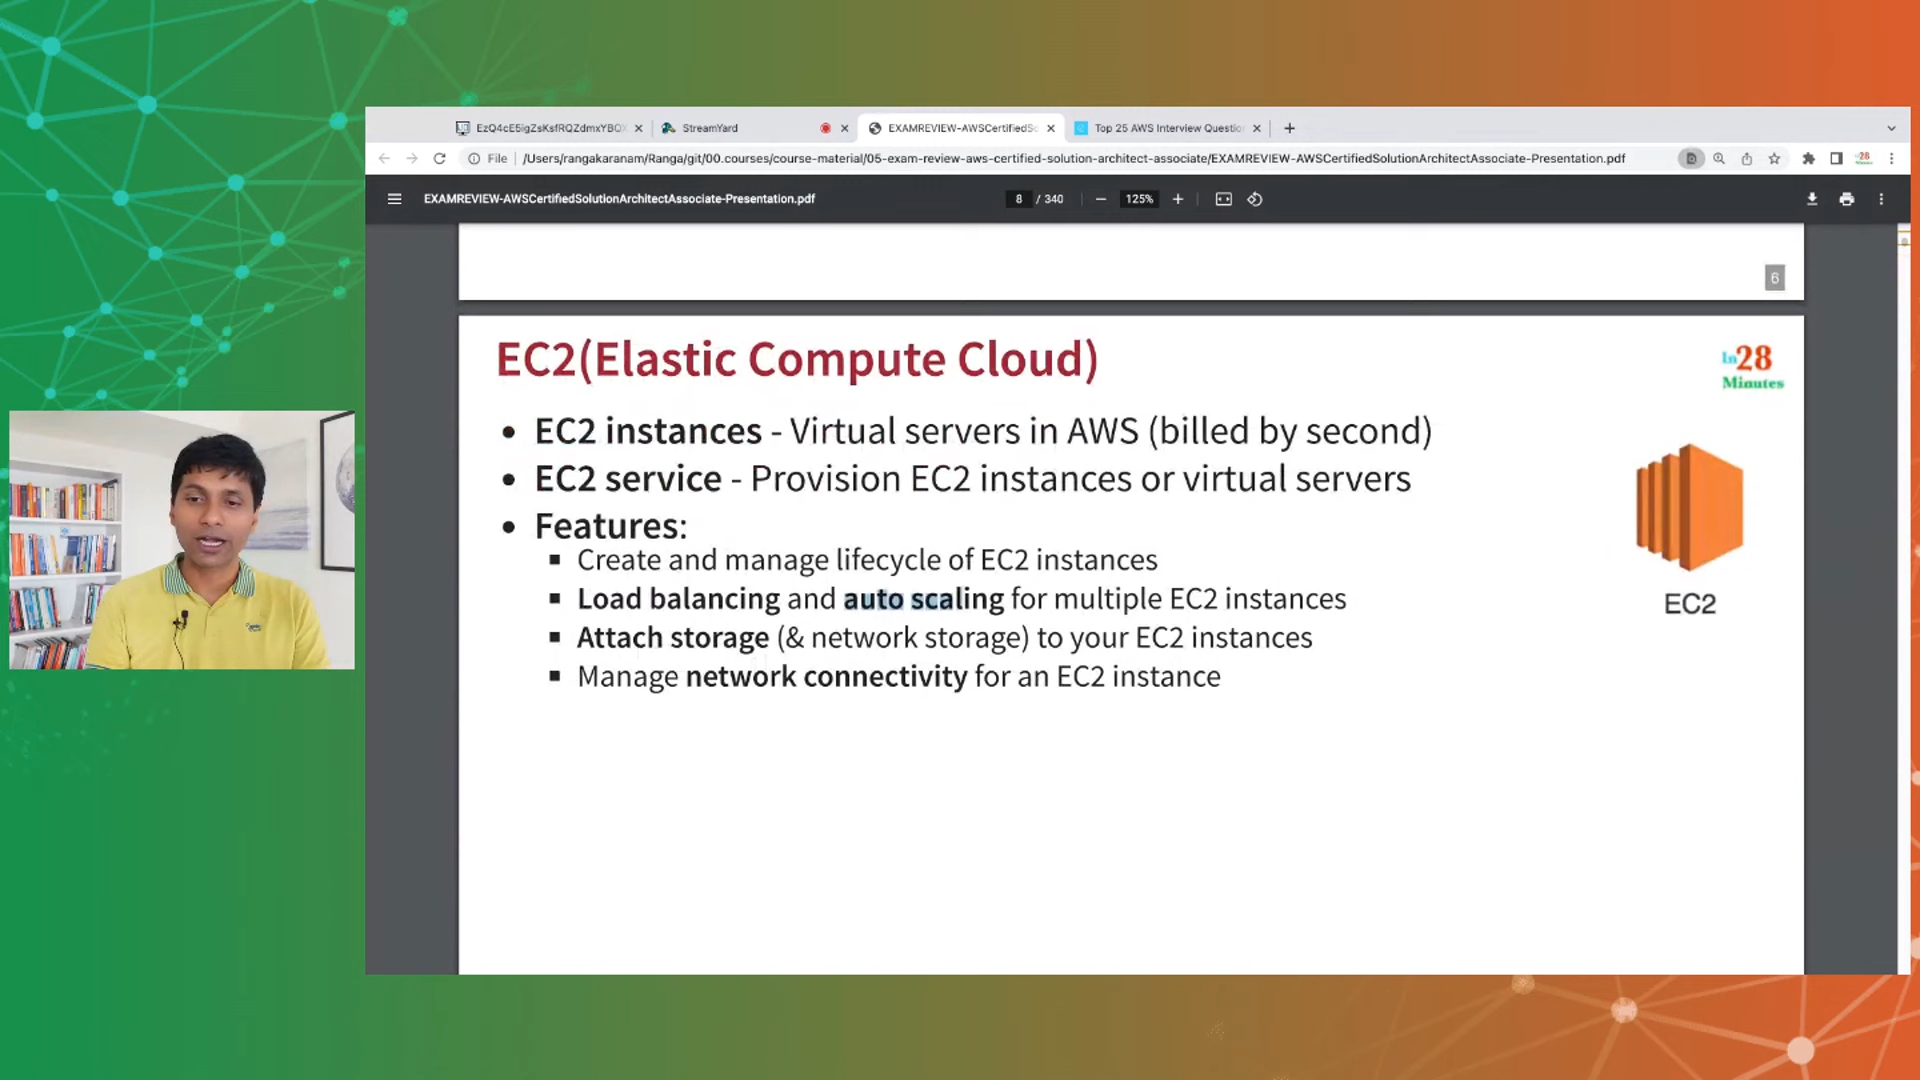 EzQ4cE5igZsKsfRQZdmxYBQX
StreamYard
EXAMREVIEW-AWSCertifiedSo
Top 25 AWS Interview Questio
File
/Users/rangakaranam/Ranga/git/00.courses/course-material/05-exam-review-aws-certified-solution-architect-associate/EXAMREVIEW-AWSCertifiedSolutionArchitectAssociate-Presentation.pdf
EXAMREVIEW-AWSCertifiedSolutionArchitectAssociate-Presentation.pdf
8 / 340
125%
6
EC2(Elastic Compute Cloud)
In 28
Minutes
• EC2 instances - Virtual servers in AWS (billed by second)
• EC2 service - Provision EC2 instances or virtual servers
• Features:
▪ Create and manage lifecycle of EC2 instances
▪ Load balancing and auto scaling for multiple EC2 instances
▪ Attach storage (& network storage) to your EC2 instances
▪ Manage network connectivity for an EC2 instance
EC2